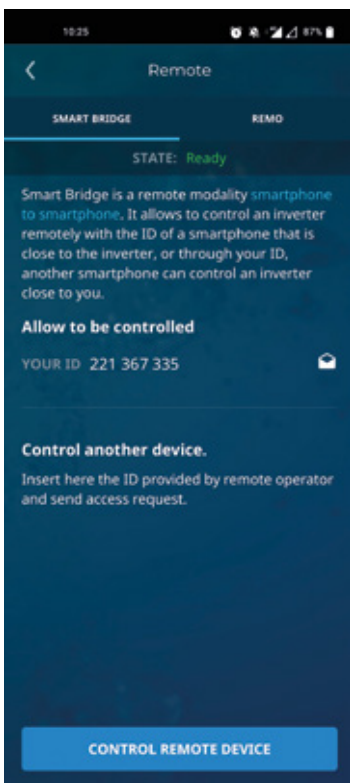 10:25
87%
Remote
SMART BRIDGE
REMO
STATE: Ready
Smart Bridge is a remote modality smartphone
to smartphone. It allows to control an inverter
remotely with the ID of a smartphone that is
close to the inverter, or through your ID,
another smartphone can control an inverter
close to you.
Allow to be controlled
YOUR ID 221 367 335
Control another device.
Insert here the ID provided by remote operator
and send access request.
CONTROL REMOTE DEVICE